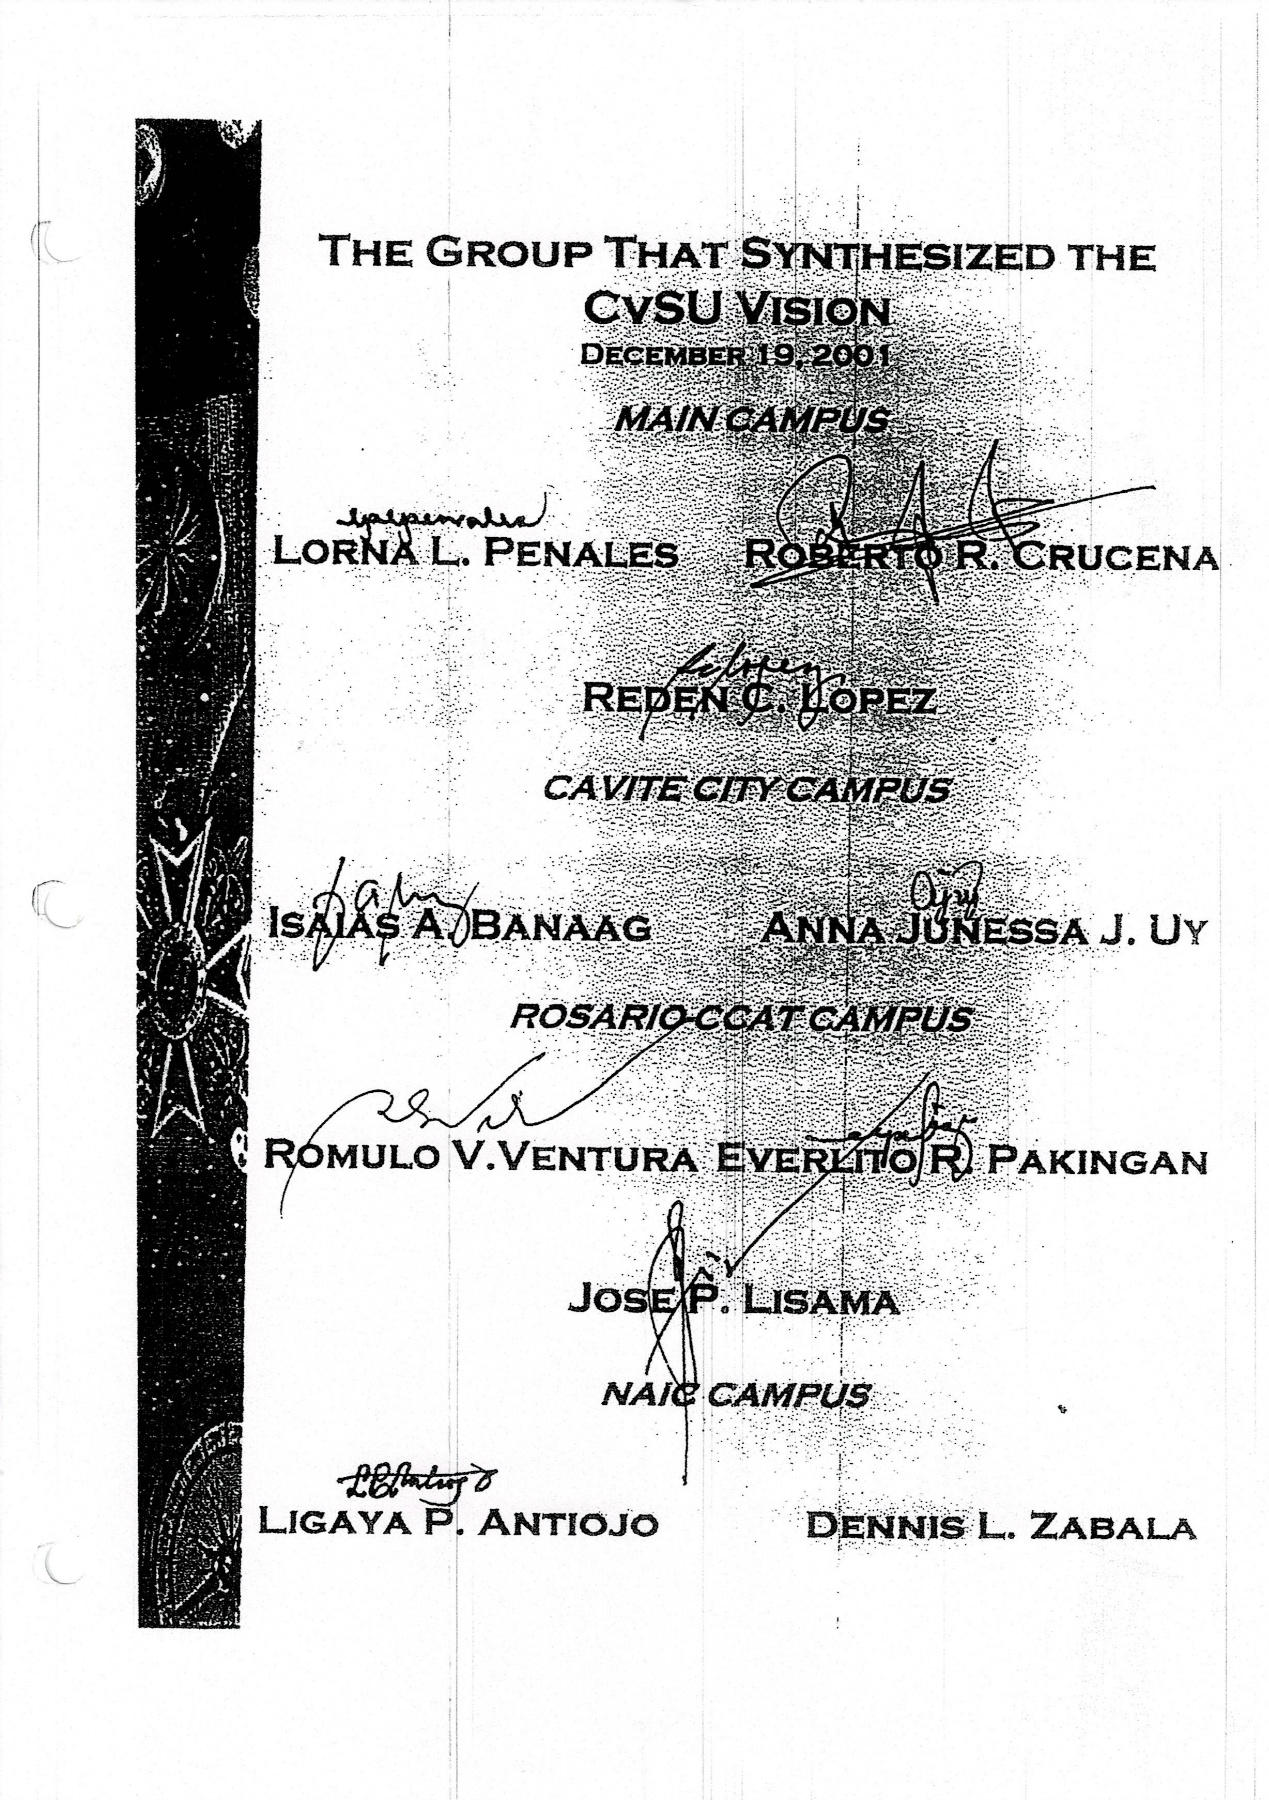 THE GROUP THAT SYNTHESIZED THE
CVSU VISION
DECEMBER 19, 2001
MAIN CAMPUS
LORNA L. PENALES ROBERTO R. CRUCENA
REDEN C. LOPEZ
CAVITE CITY CAMPUS
ISAIAS A. BANAAG ANNA JUNESSA J. UY
ROSARIO-CCAT CAMPUS
ROMULO V.VENTURA EVERLITO R. PAKINGAN
JOSE P. LISAMA
NAIC CAMPUS
LIGAYA P. ANTIOJO DENNIS L. ZABALA